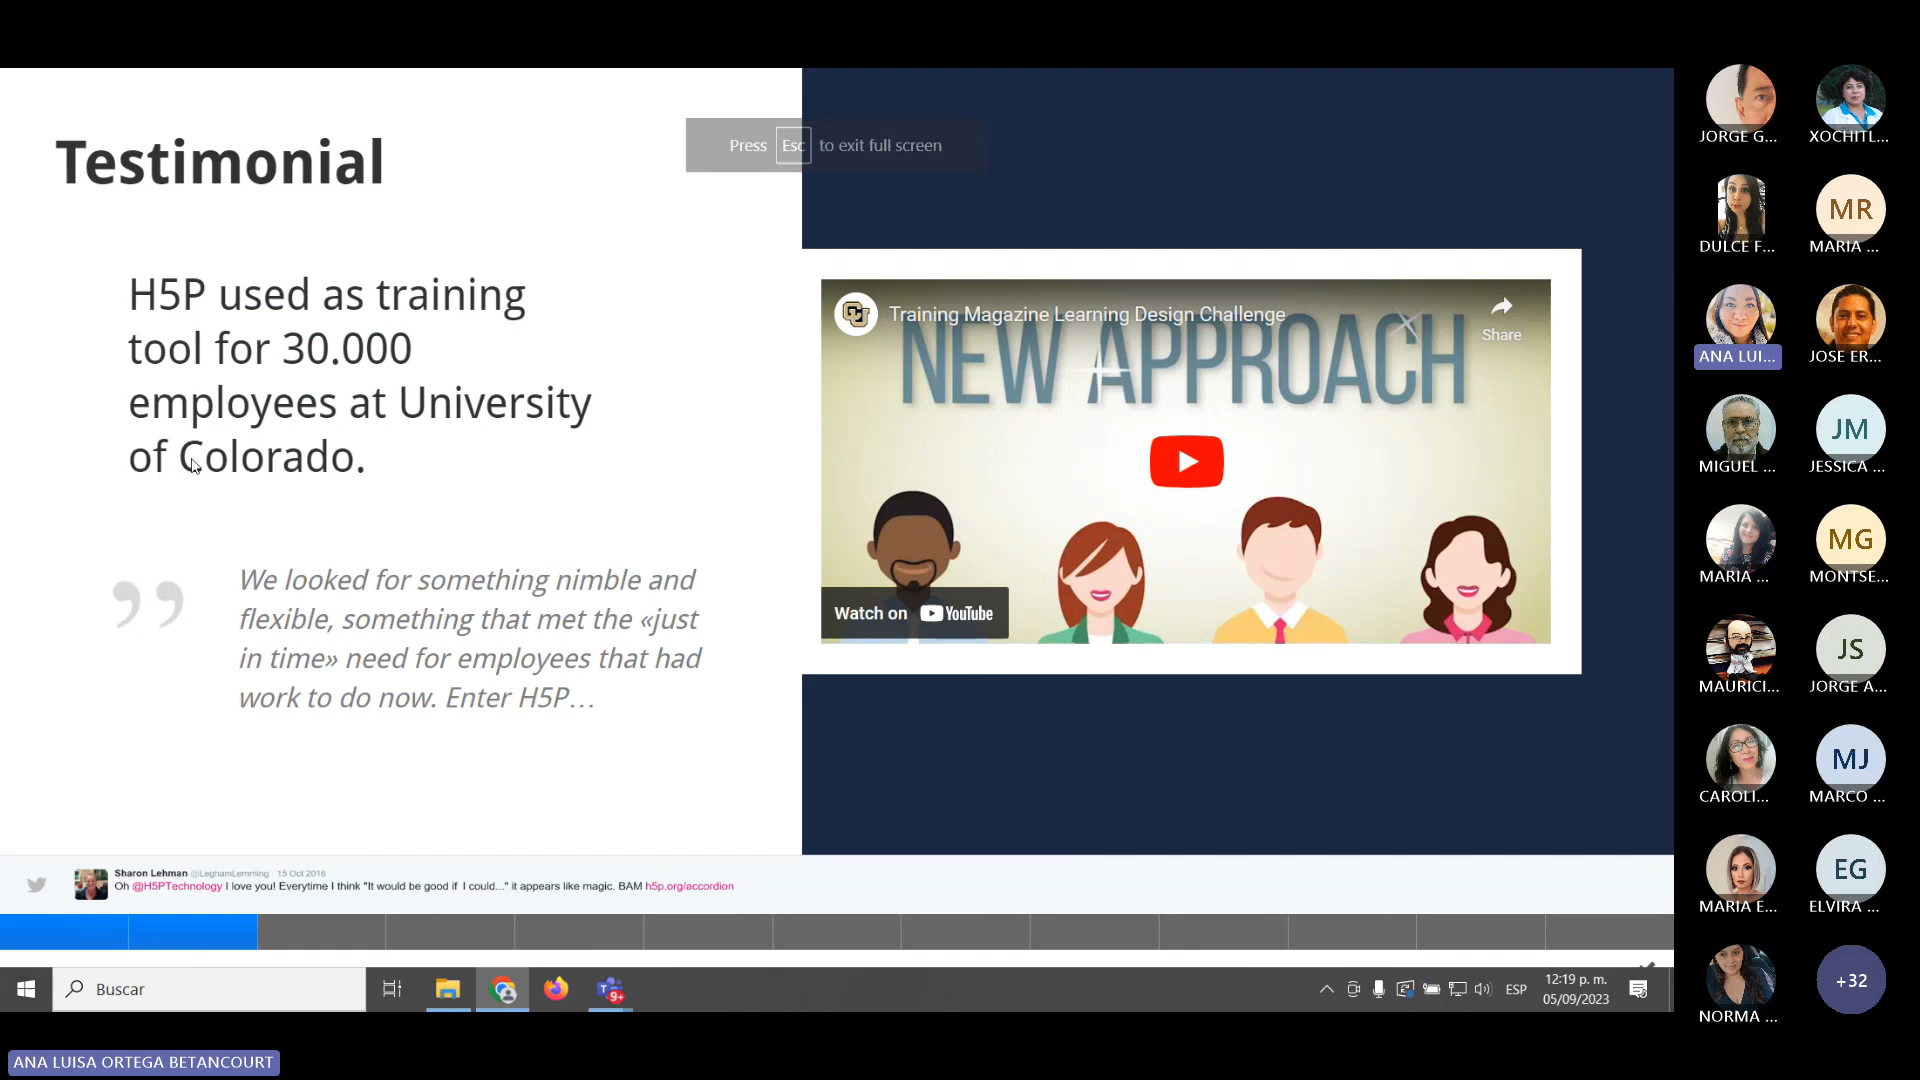 Testimonial
Press Esc to exit full screen
H5P used as training
tool for 30.000
employees at University
of Colorado.
”
We looked for something nimble and
flexible, something that met the «just
in time» need for employees that had
work to do now. Enter H5P…
CU
Training Magazine Learning Design Challenge
Share
NEW APPROACH
Watch on YouTube
Sharon Lehman @LeghamLemming · 15 Oct 2016
Oh @H5PTechnology I love you! Everytime I think "It would be good if I could..." it appears like magic. BAM h5p.org/accordion
Buscar
T
9+
ESP
12:19 p. m.
05/09/2023
ANA LUISA ORTEGA BETANCOURT
JORGE G...
XOCHITL...
DULCE F...
MR
MARIA ...
ANA LUI...
JOSE ER...
MIGUEL ...
JM
JESSICA ...
MARIA ...
MG
MONTSE...
MAURICI...
JS
JORGE A...
CAROLI...
MJ
MARCO ...
MARIA E...
EG
ELVIRA ...
NORMA ...
+32